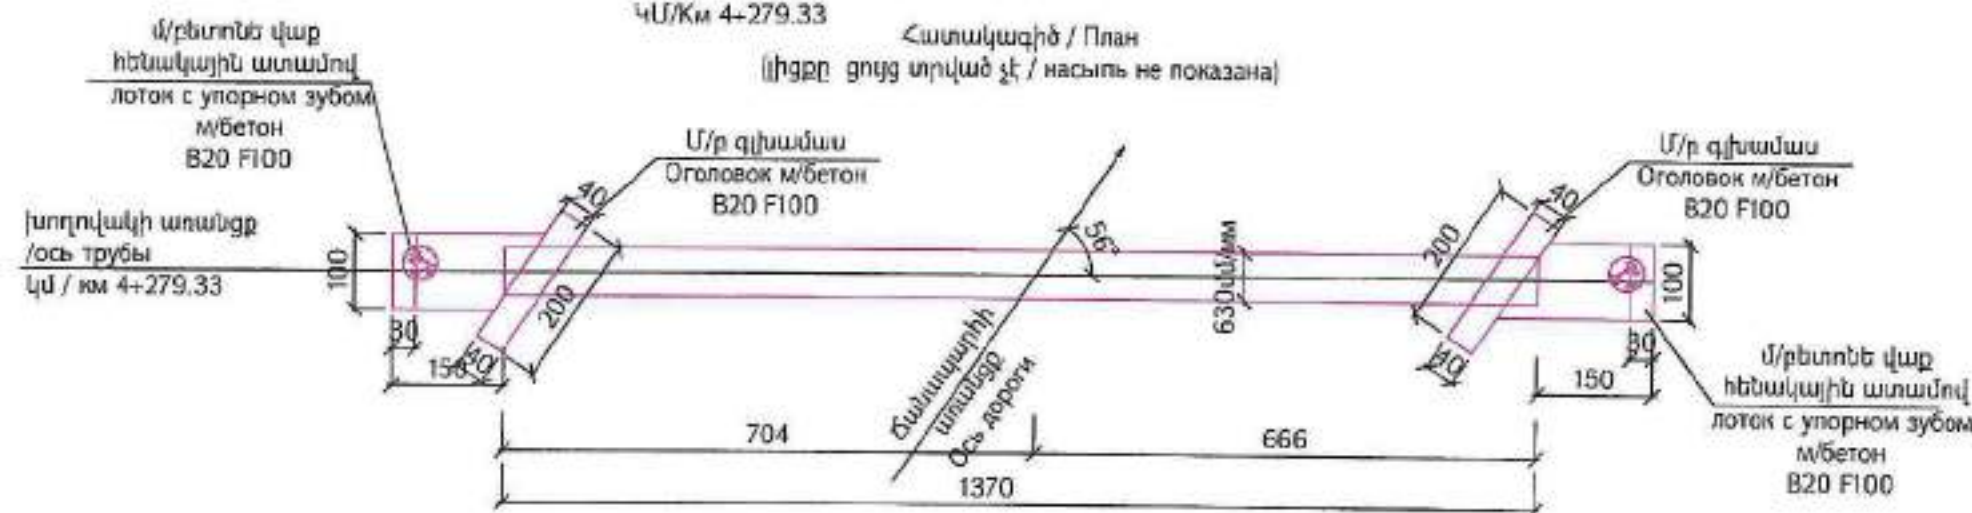 ԿՄ/Км 4+279.33
Հատակագիծ / План
(լիցքը ցույց տրված չէ / насыпь не показана)
մ/բետոնե վաք
հենակային ատամով
лоток с упорном зубом
м/бетон
B20 F100
Մ/բ գլխամաս
Оголовок м/бетон
B20 F100
Մ/բ գլխամաս
Оголовок м/бетон
B20 F100
խողովակի առանցք
/ось трубы
կմ / км 4+279.33
100
30
150
40
200
40
56°
630մմ/мм
ճանապարհի
առանցք
Ось дороги
200
40
40
100
30
150
մ/բետոնե վաք
հենակային ատամով
лоток с упорном зубом
м/бетон
B20 F100
704
666
1370